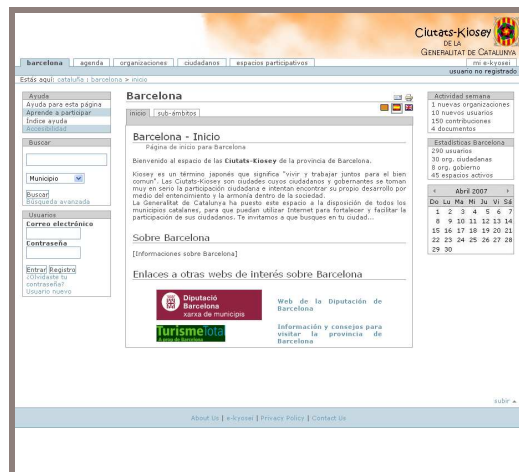 Ciutats-Kiosey
DE LA
GENERALITAT DE CATALUNYA
barcelona agenda organizaciones ciudadanos espacios participativos mi e-kyosei
usuario no registrado
Estás aquí: cataluña > barcelona > inicio
Ayuda
Ayuda para esta página
Aprende a participar
Índice ayuda
Accesibilidad
Buscar
Municipio
Buscar
Búsqueda avanzada
Usuarios
Correo electrónico
Contraseña
Entrar Registro
¿Olvidaste tu
contraseña?
Usuario nuevo
Barcelona
inicio sub-ámbitos
Barcelona - Inicio
Página de inicio para Barcelona
Bienvenido al espacio de las Ciutats-Kiosey de la provincia de Barcelona.
Kiosey es un término japonés que significa "vivir y trabajar juntos para el bien
comun". Las Ciutats-Kiosey son ciudades cuyos ciudadanos y gobernantes se toman
muy en serio la participación ciudadana e intentan construir su propio desarrollo por
medio del entendimiento y la armonía dentro de la sociedad.
La Generalitat de Catalunya ha puesto este espacio a la disposición de todos los
municipios catalanes, para que puedan utilizar Internet para fortalecer y facilitar la
participación de sus ciudadanos. Te invitamos a que busques en tu ciudad...
Sobre Barcelona
[Informaciones sobre Barcelona]
Enlaces a otras webs de interés sobre Barcelona
Diputació
Barcelona
xarxa de municipis
Web de la Diputación de
Barcelona
TurismeTotal
A prop de Barcelona
Información y consejos para
visitar la provincia de
Barcelona
Actividad semana
1 nuevas organizaciones
10 nuevos usuarios
150 contribuciones
4 documentos
Estadísticas Barcelona
290 usuarios
30 org. ciudadanas
8 org. gobierno
45 espacios activos
Abril 2007
Do Lu Ma Mi Ju Vi Sá
1 2 3 4 5 6 7
8 9 10 11 12 13 14
15 16 17 18 19 20 21
22 23 24 25 26 27 28
29 30
subir
About Us | e-kyosei | Privacy Policy | Contact Us